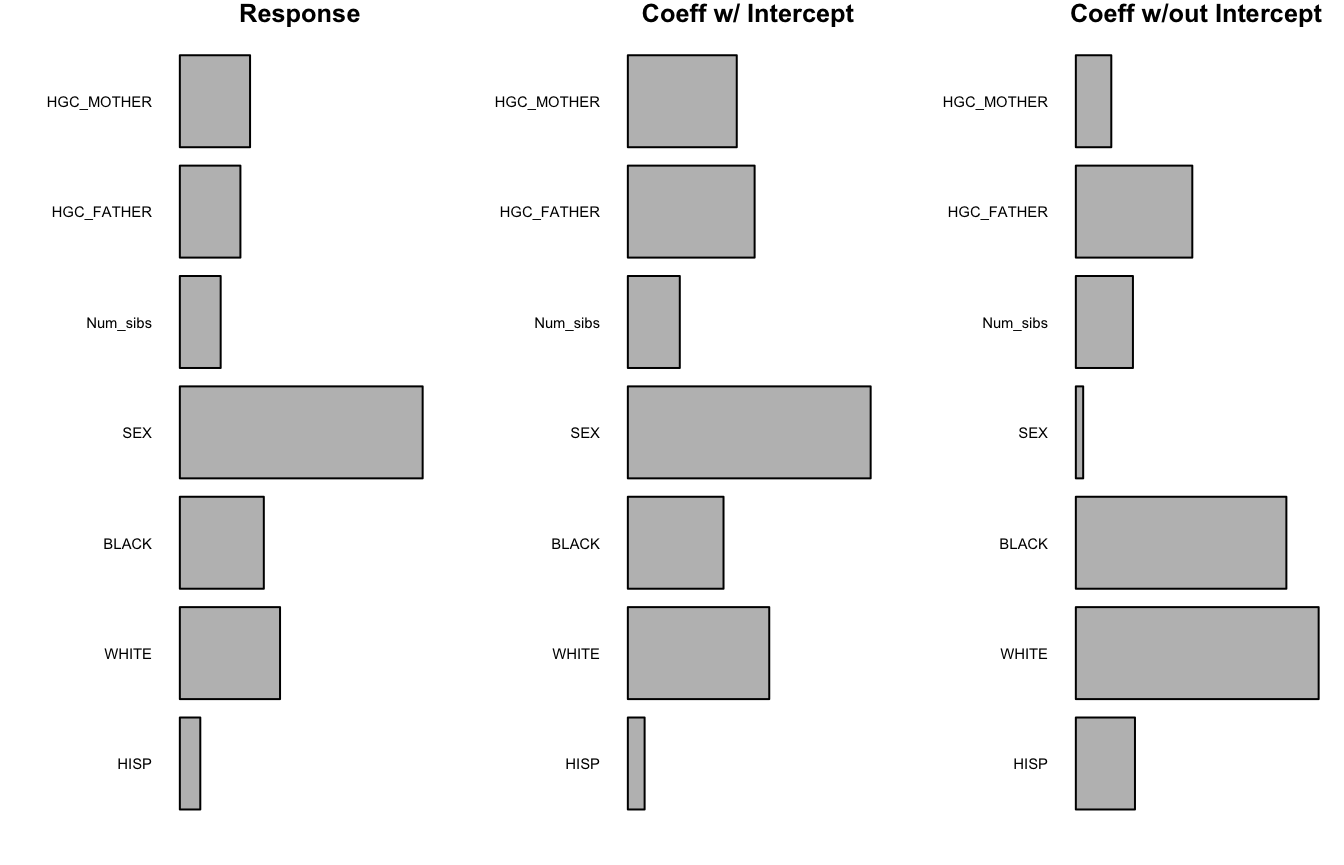 Response
HGC_MOTHER
HGC_FATHER
Num_sibs
SEX
BLACK
WHITE
HISP
Coeff w/ Intercept
HGC_MOTHER
HGC_FATHER
Num_sibs
SEX
BLACK
WHITE
HISP
Coeff w/out Intercept
HGC_MOTHER
HGC_FATHER
Num_sibs
SEX
BLACK
WHITE
HISP